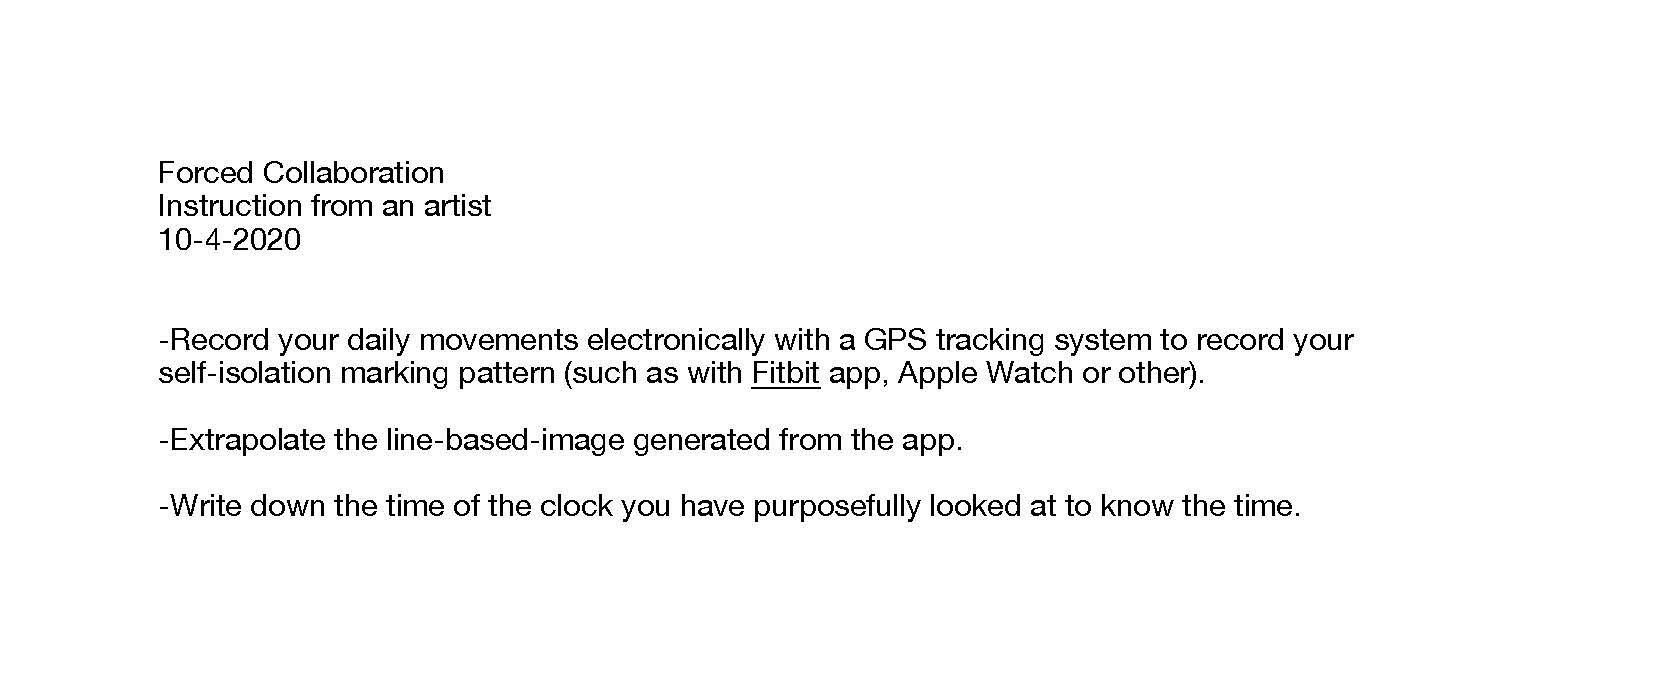 Forced Collaboration
Instruction from an artist
10-4-2020
-Record your daily movements electronically with a GPS tracking system to record your
self-isolation marking pattern (such as with Fitbit app, Apple Watch or other).
-Extrapolate the line-based-image generated from the app.
-Write down the time of the clock you have purposefully looked at to know the time.